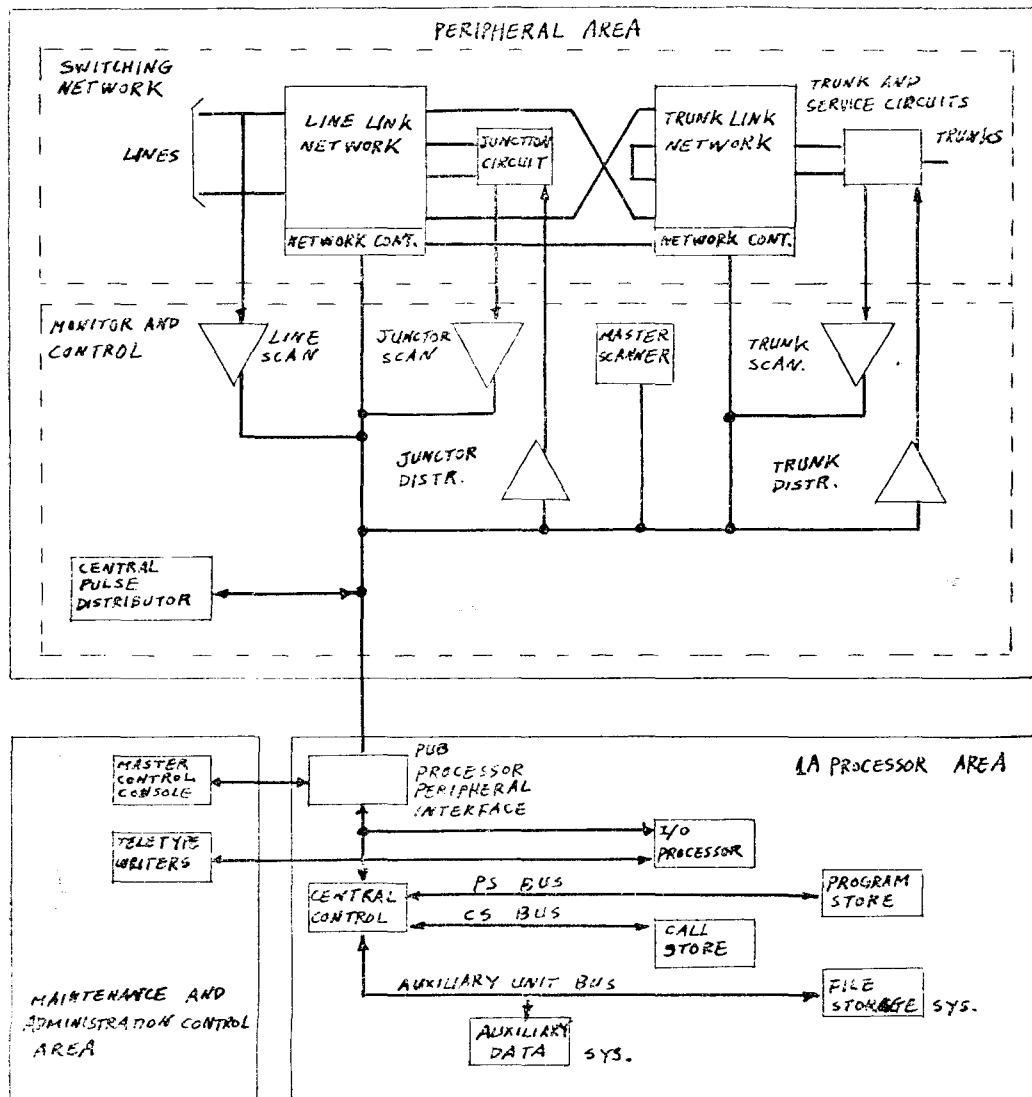 PERIPHERAL AREA
SWITCHING
NETWORK
LINES
LINE LINK
NETWORK
JUNCTION
CIRCUIT
TRUNK LINK
NETWORK
TRUNK AND
SERVICE CIRCUITS
TRUNKS
NETWORK CONT.
NETWORK CONT.
MONITOR AND
CONTROL
LINE
SCAN
JUNCTOR
SCAN
MASTER
SCANNER
TRUNK
SCAN.
JUNCTOR
DISTR.
TRUNK
DISTR.
CENTRAL
PULSE
DISTRIBUTOR
MASTER
CONTROL
CONSOLE
PUB
PROCESSOR
PERIPHERAL
INTERFACE
1A PROCESSOR AREA
TELETYPE
WRITERS
I/O
PROCESSOR
CENTRAL
CONTROL
PS BUS
PROGRAM
STORE
CS BUS
CALL
STORE
AUXILIARY UNIT BUS
FILE
STORAGE SYS.
AUXILIARY
DATA SYS.
MAINTENANCE AND
ADMINISTRATION CONTROL
AREA